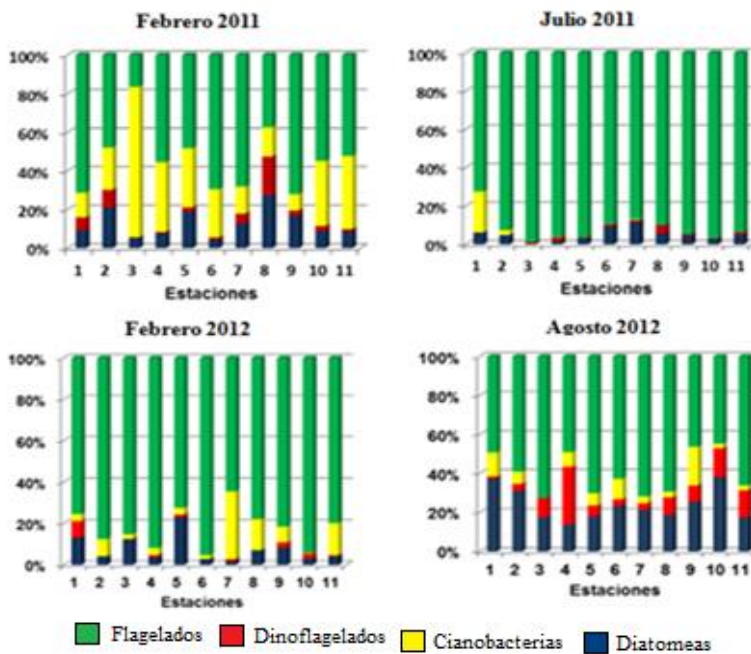 Febrero 2011
100%
80%
60%
40%
20%
0%
1 2 3 4 5 6 7 8 9 10 11
Estaciones
Julio 2011
100%
80%
60%
40%
20%
0%
1 2 3 4 5 6 7 8 9 10 11
Estaciones
Febrero 2012
100%
80%
60%
40%
20%
0%
1 2 3 4 5 6 7 8 9 10 11
Estaciones
Agosto 2012
100%
80%
60%
40%
20%
0%
1 2 3 4 5 6 7 8 9 10 11
Estaciones
Flagelados Dinoflagelados Cianobacterias Diatomeas